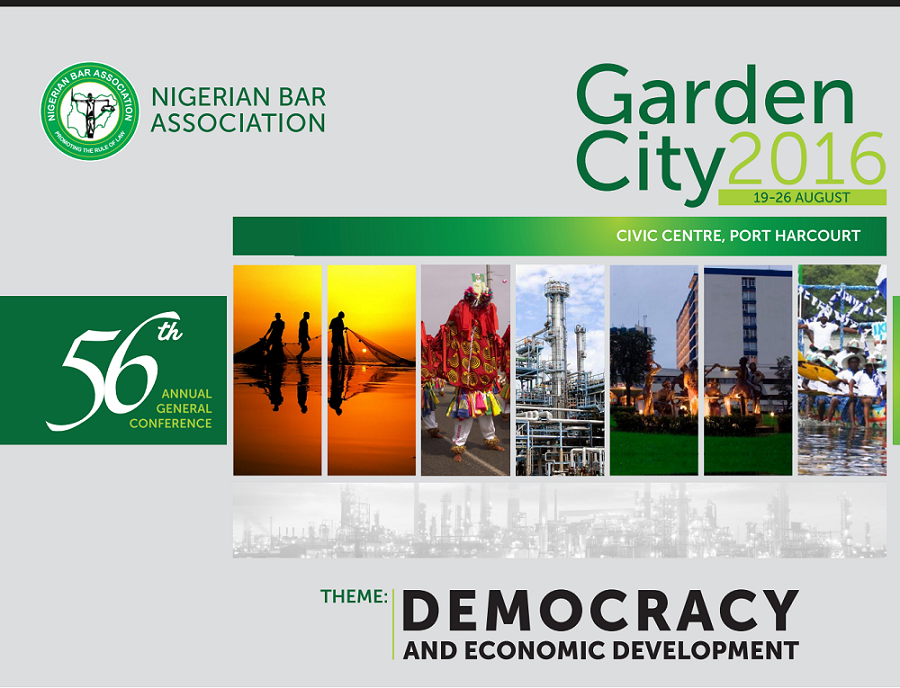 NIGERIAN BAR ASSOCIATION
PROMOTING THE RULE OF LAW
NIGERIAN BAR
ASSOCIATION
Garden
City2016
19-26 AUGUST
CIVIC CENTRE, PORT HARCOURT
56th
ANNUAL
GENERAL
CONFERENCE
THEME:
DEMOCRACY
AND ECONOMIC DEVELOPMENT